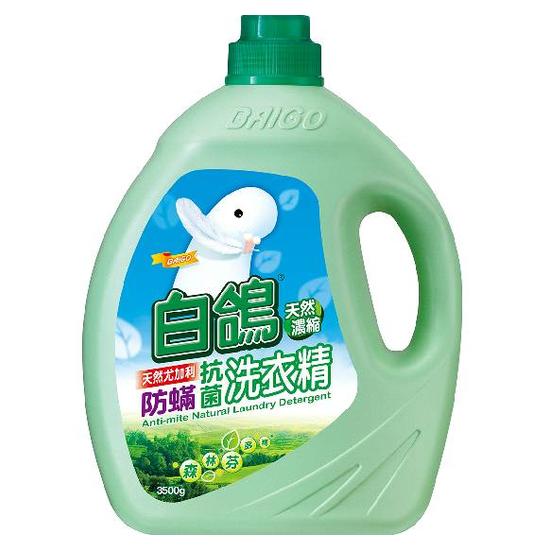 BAIGO
BAIGO
白鴿®
天然
濃縮
天然尤加利
防蟎
抗菌
洗衣精
Anti-mite Natural Laundry Detergent
森林芬多精
3500g